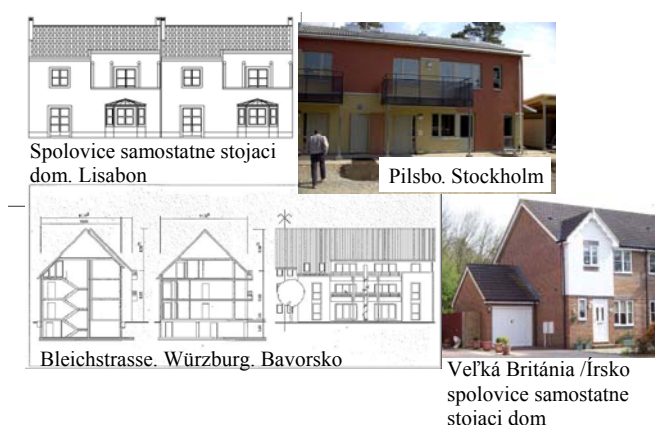 Spolovice samostatne stojaci
dom. Lisabon
Pilsbo. Stockholm
Bleichstrasse. Würzburg. Bavorsko
Veľká Británia /Írsko
spolovice samostatne
stojaci dom